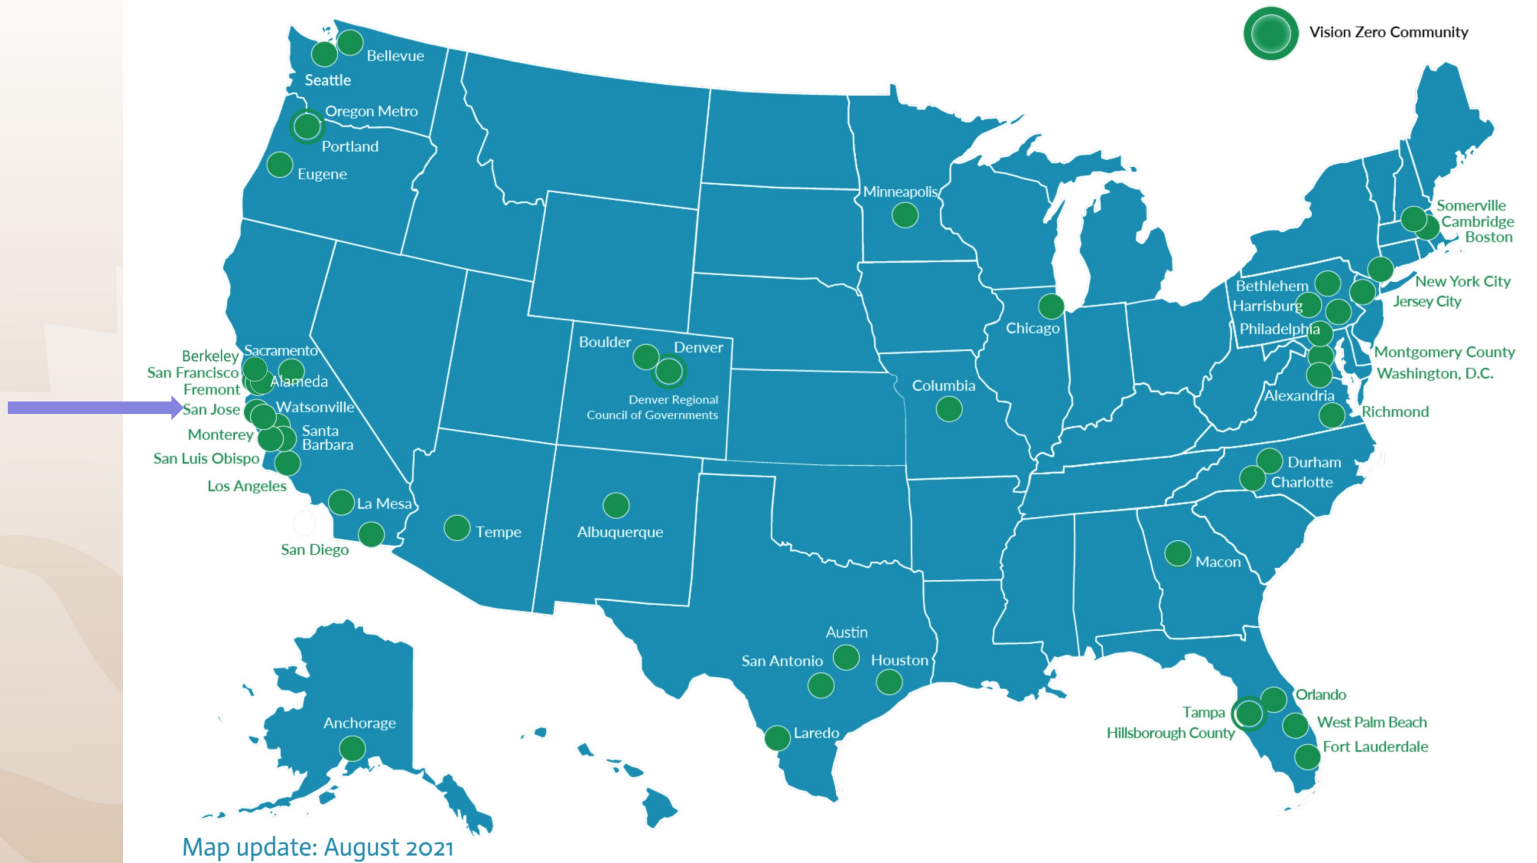 Vision Zero Community
Bellevue
Seattle
Oregon Metro
Portland
Eugene
Minneapolis
Somerville
Cambridge
Boston
New York City
Jersey City
Bethlehem
Harrisburg
Philadelphia
Montgomery County
Washington, D.C.
Alexandria
Richmond
Chicago
Columbia
Boulder
Denver
Denver Regional
Council of Governments
Sacramento
Berkeley
San Francisco
Fremont
Alameda
San Jose
Watsonville
Monterey
Santa
Barbara
San Luis Obispo
Los Angeles
La Mesa
San Diego
Tempe
Albuquerque
Durham
Charlotte
Macon
Austin
San Antonio
Houston
Laredo
Orlando
Tampa
Hillsborough County
West Palm Beach
Fort Lauderdale
Anchorage
Map update: August 2021